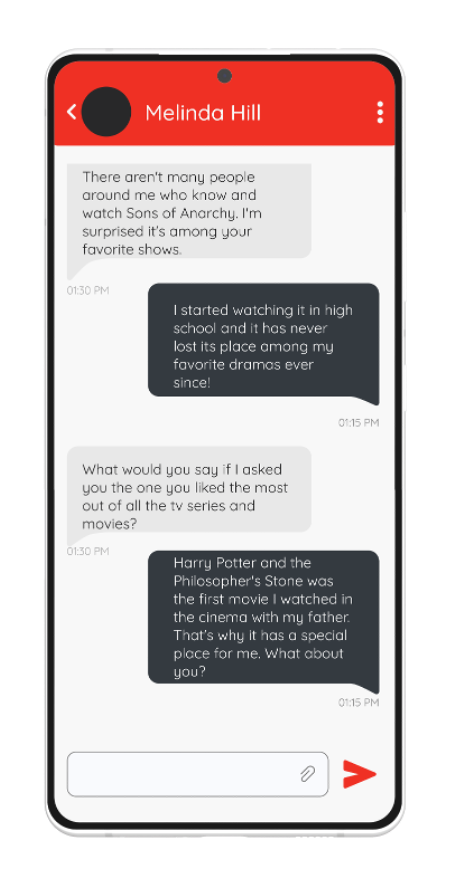 Melinda Hill
There aren't many people
around me who know and
watch Sons of Anarchy. I'm
surprised it's among your
favorite shows.
01:30 PM
I started watching it in high
school and it has never
lost its place among my
favorite dramas ever
since!
01:15 PM
What would you say if I asked
you the one you liked the most
out of all the tv series and
movies?
01:30 PM
Harry Potter and the
Philosopher's Stone was
the first movie I watched in
the cinema with my father.
That's why it has a special
place for me. What about
you?
01:15 PM